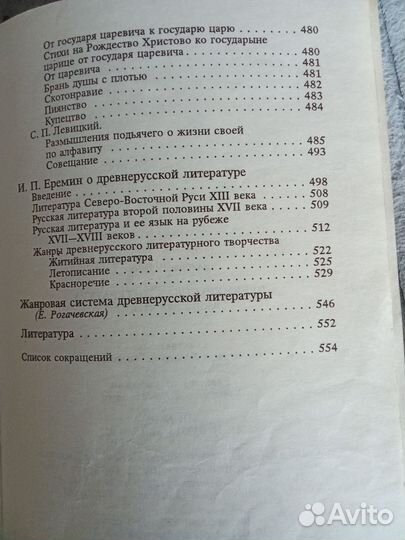 От государя царевича к государю царю . . . . . . . 480
Стихи на Рождество Христово ко государыне
царице от государя царевича . . . . . . . . . . . . . 480
От царевича . . . . . . . . . . . . . . . . . . . . . . . 481
Брань души с плотью . . . . . . . . . . . . . . . . . 481
Скотонравие . . . . . . . . . . . . . . . . . . . . . . . 482
Пиянство . . . . . . . . . . . . . . . . . . . . . . . . 483
Купецтво . . . . . . . . . . . . . . . . . . . . . . . . 484
С. П. Левицкий.
Размышления подьячего о жизни своей
по алфавиту . . . . . . . . . . . . . . . . . . . . . . 485
Совещание . . . . . . . . . . . . . . . . . . . . . . . 493
И. П. Еремин о древнерусской литературе
Введение . . . . . . . . . . . . . . . . . . . . . . . . 498
Литература Северо-Восточной Руси XIII века . . . . 508
Русская литература второй половины XVII века . . . 509
Русская литература и ее язык на рубеже
XVII—XVIII веков . . . . . . . . . . . . . . . . . . 512
Жанры древнерусского литературного творчества
Житийная литература . . . . . . . . . . . . . . . . 522
Летописание . . . . . . . . . . . . . . . . . . . . . . 525
Красноречие . . . . . . . . . . . . . . . . . . . . . . 529
Жанровая система древнерусской литературы
(Е. Рогачевская) . . . . . . . . . . . . . . . . . . . . 546
Литература . . . . . . . . . . . . . . . . . . . . . . . 552
Список сокращений . . . . . . . . . . . . . . . . . . 554
Avito